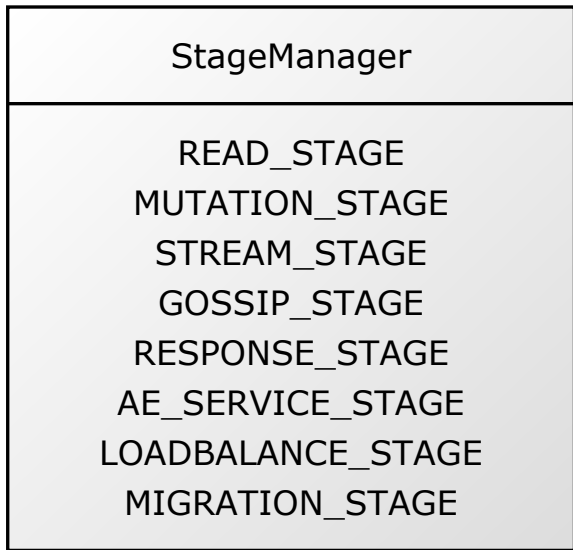 StageManager
READ_STAGE
MUTATION_STAGE
STREAM_STAGE
GOSSIP_STAGE
RESPONSE_STAGE
AE_SERVICE_STAGE
LOADBALANCE_STAGE
MIGRATION_STAGE